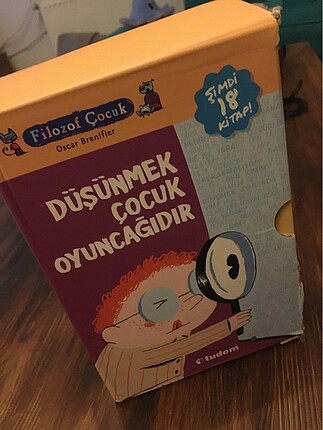 Filozof Çocuk
Oscar Brenifier
ŞİMDİ
18
KİTAP!
DÜŞÜNMEK
ÇOCUK
OYUNCAĞIDIR
tudem